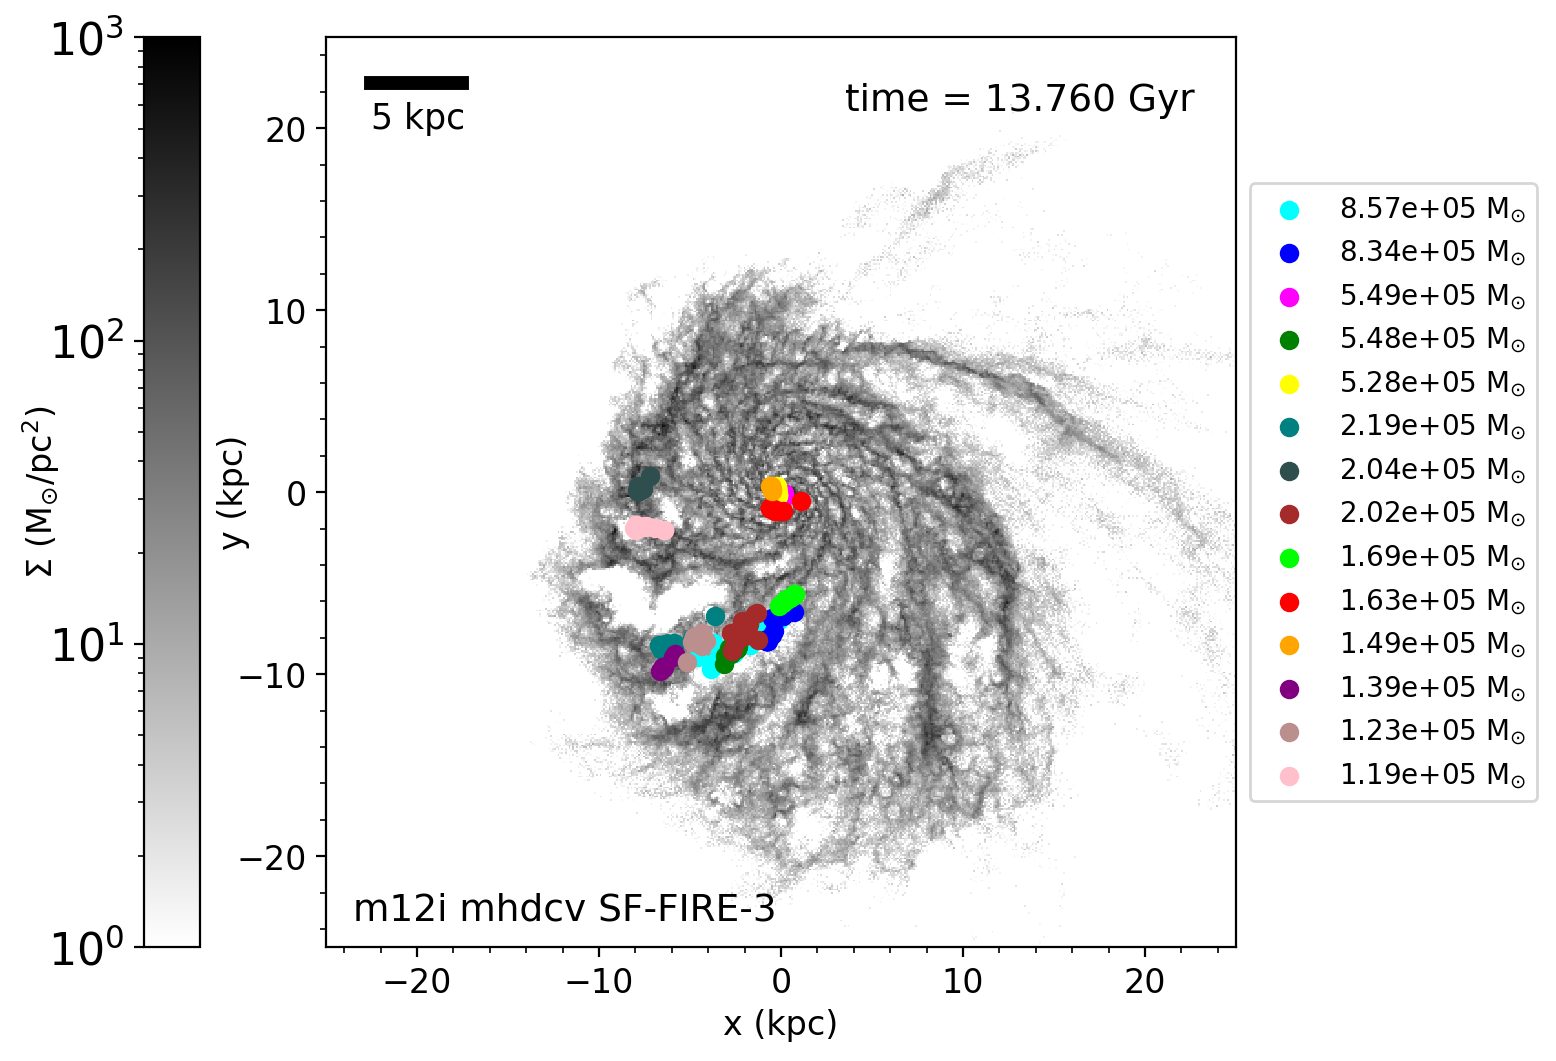 10³
10²
10¹
10⁰
Σ (M⊙/pc²)
y (kpc)
20
10
0
−10
−20
5 kpc
time = 13.760 Gyr
m12i mhdcv SF-FIRE-3
−20
−10
0
10
20
x (kpc)
8.57e+05 M⊙
8.34e+05 M⊙
5.49e+05 M⊙
5.48e+05 M⊙
5.28e+05 M⊙
2.19e+05 M⊙
2.04e+05 M⊙
2.02e+05 M⊙
1.69e+05 M⊙
1.63e+05 M⊙
1.49e+05 M⊙
1.39e+05 M⊙
1.23e+05 M⊙
1.19e+05 M⊙